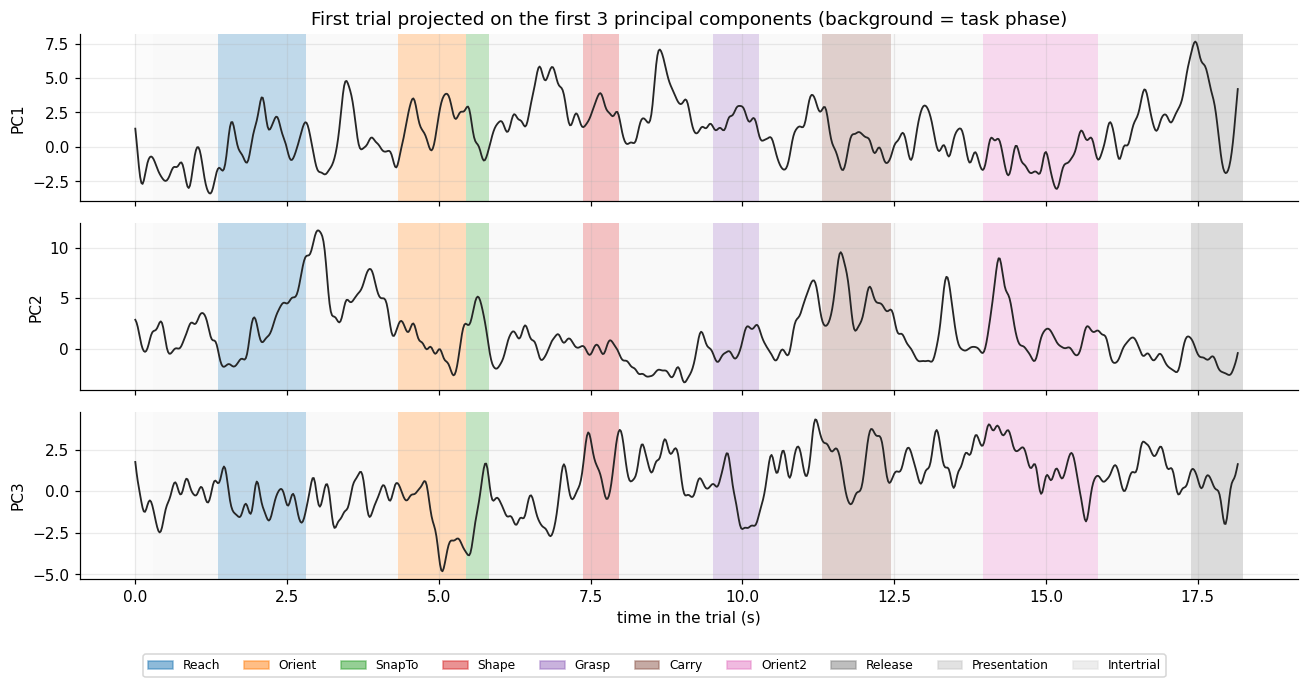 First trial projected on the first 3 principal components (background = task phase)
7.5
5.0
2.5
0.0
−2.5
PC1
10
5
0
PC2
2.5
0.0
−2.5
−5.0
PC3
0.0 2.5 5.0 7.5 10.0 12.5 15.0 17.5
time in the trial (s)
Reach Orient SnapTo Shape Grasp Carry Orient2 Release Presentation Intertrial